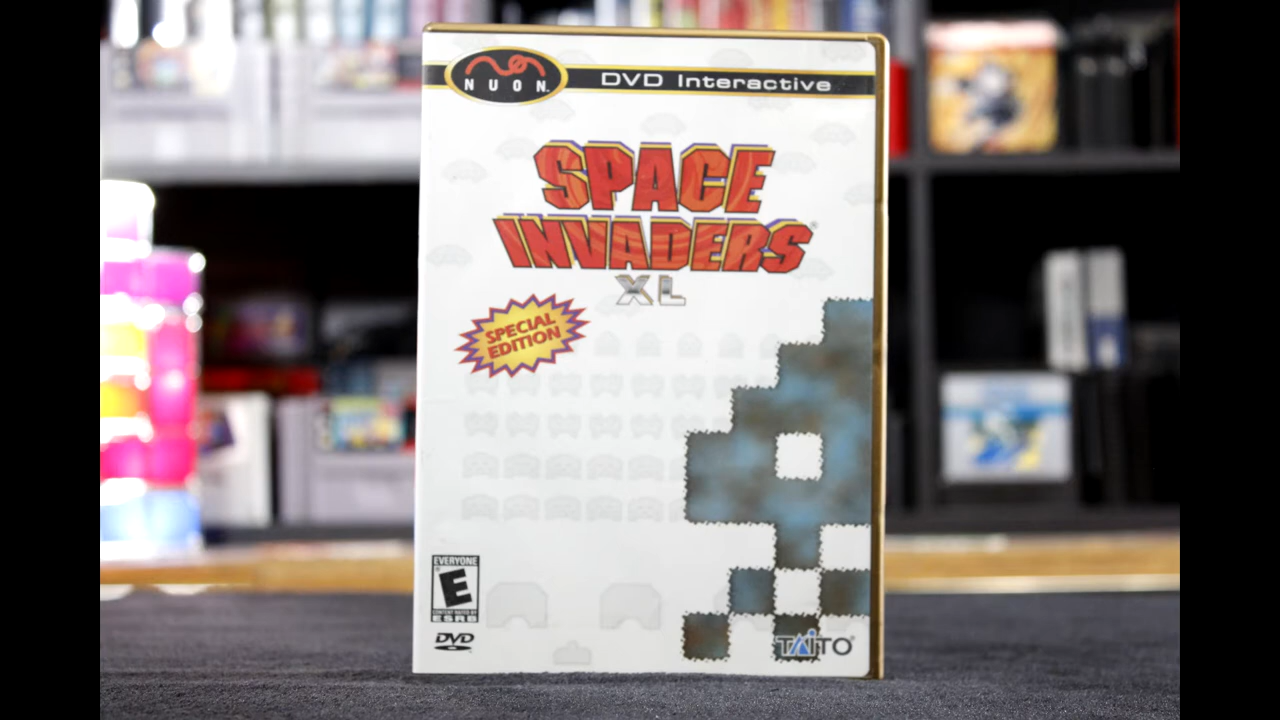 NUON
DVD Interactive
SPACE
INVADERS®
XL
SPECIAL
EDITION
EVERYONE
E
CONTENT RATED BY
ESRB
DVD
TAITO®